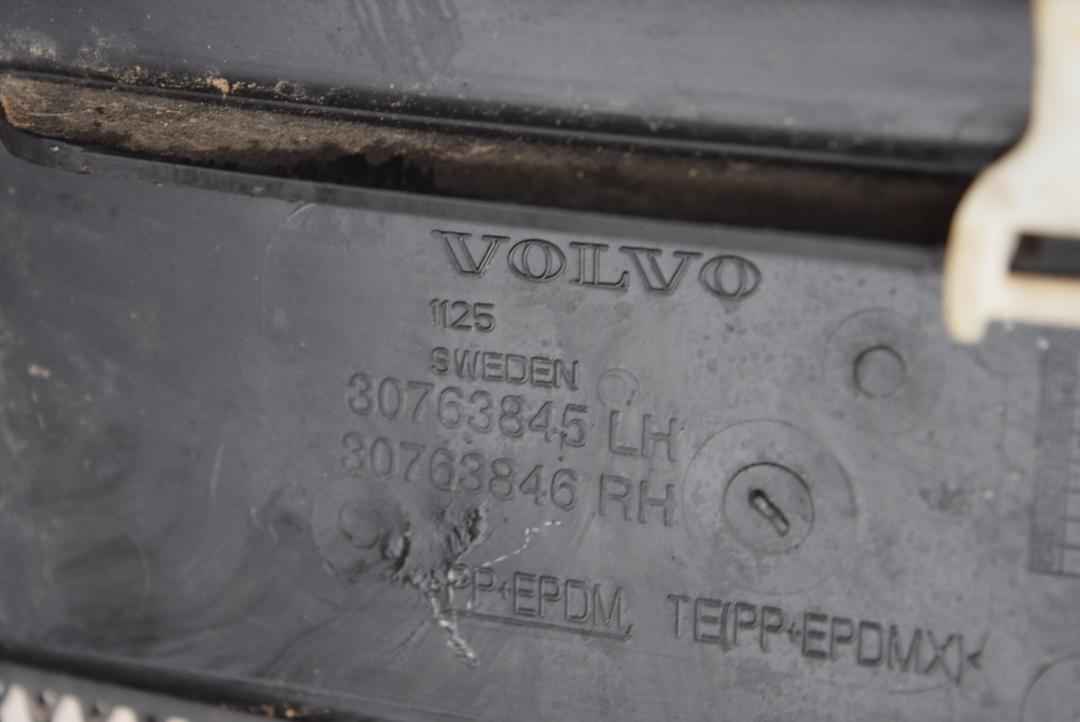 VOLVO
1125
SWEDEN
30763845 LH
30763846 RH
PP+EPDM, TE(PP+EPDMX)<